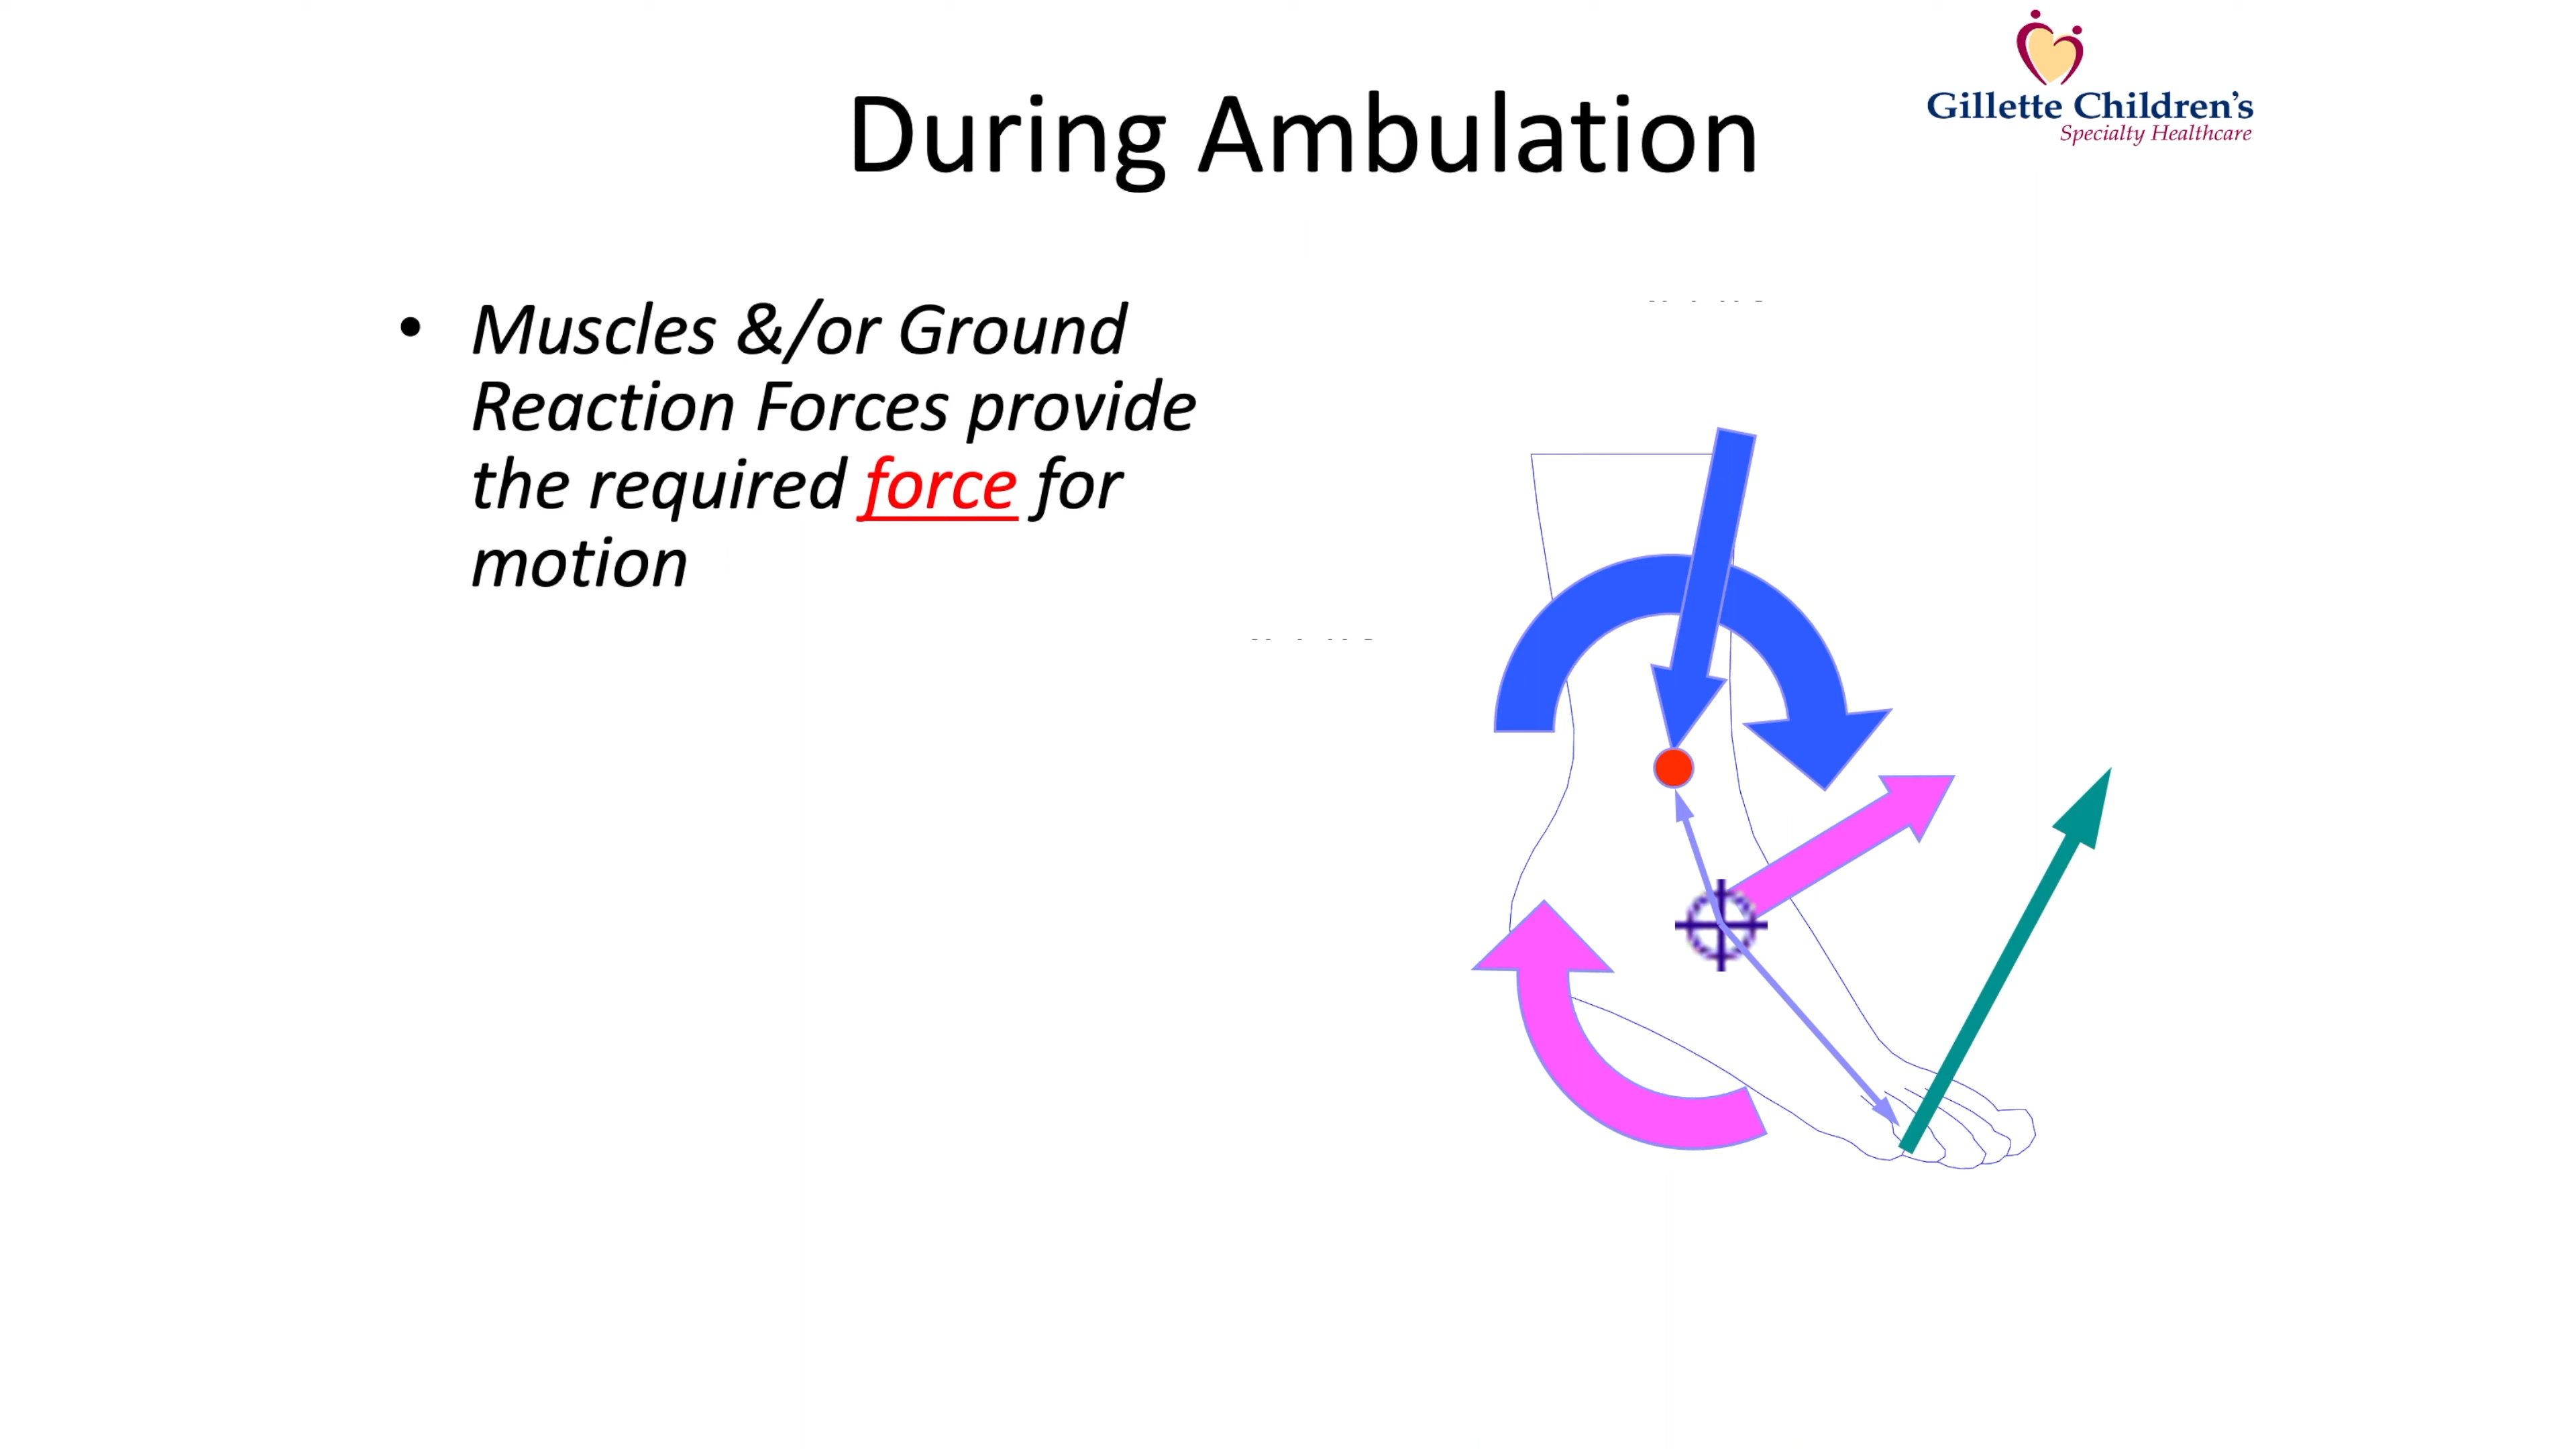 During Ambulation
Gillette Children's
Specialty Healthcare
• Muscles &/or Ground
Reaction Forces provide
the required force for
motion